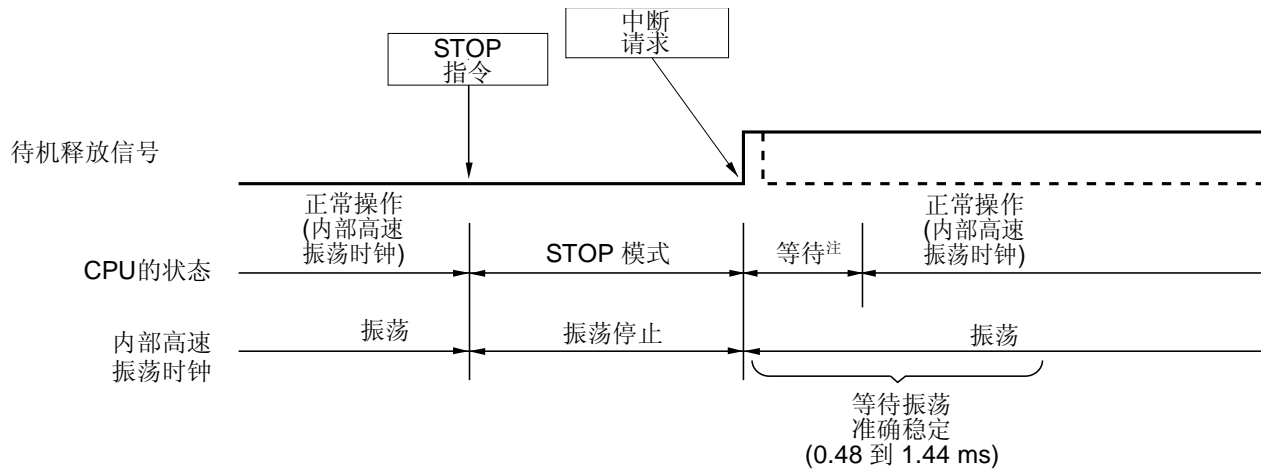 STOP
指令
中断
请求
待机释放信号
正常操作
(内部高速
振荡时钟)
正常操作
(内部高速
振荡时钟)
CPU的状态
STOP 模式
等待注
内部高速
振荡时钟
振荡
振荡停止
振荡
等待振荡
准确稳定
(0.48 到 1.44 ms)